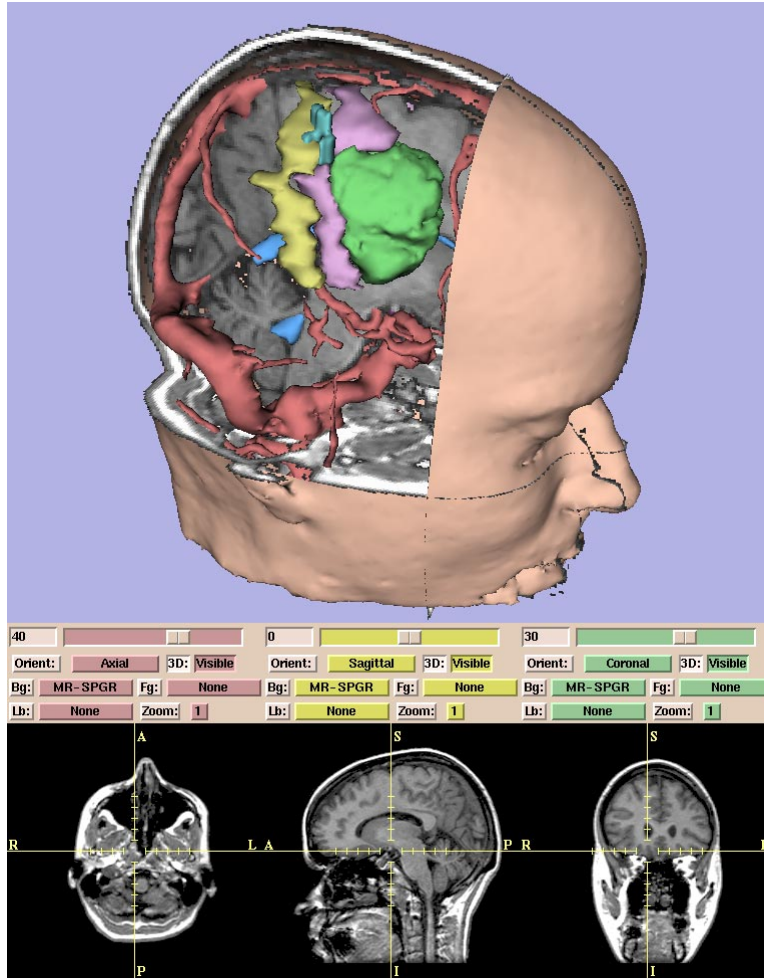 40 0 30
Orient: Axial 3D: Visible Orient: Sagittal 3D: Visible Orient: Coronal 3D: Visible
Bg: MR-SPGR Fg: None Bg: MR-SPGR Fg: None Bg: MR-SPGR Fg: None
Lb: None Zoom: 1 Lb: None Zoom: 1 Lb: None Zoom: 1
A S S
R L A P R
P I I